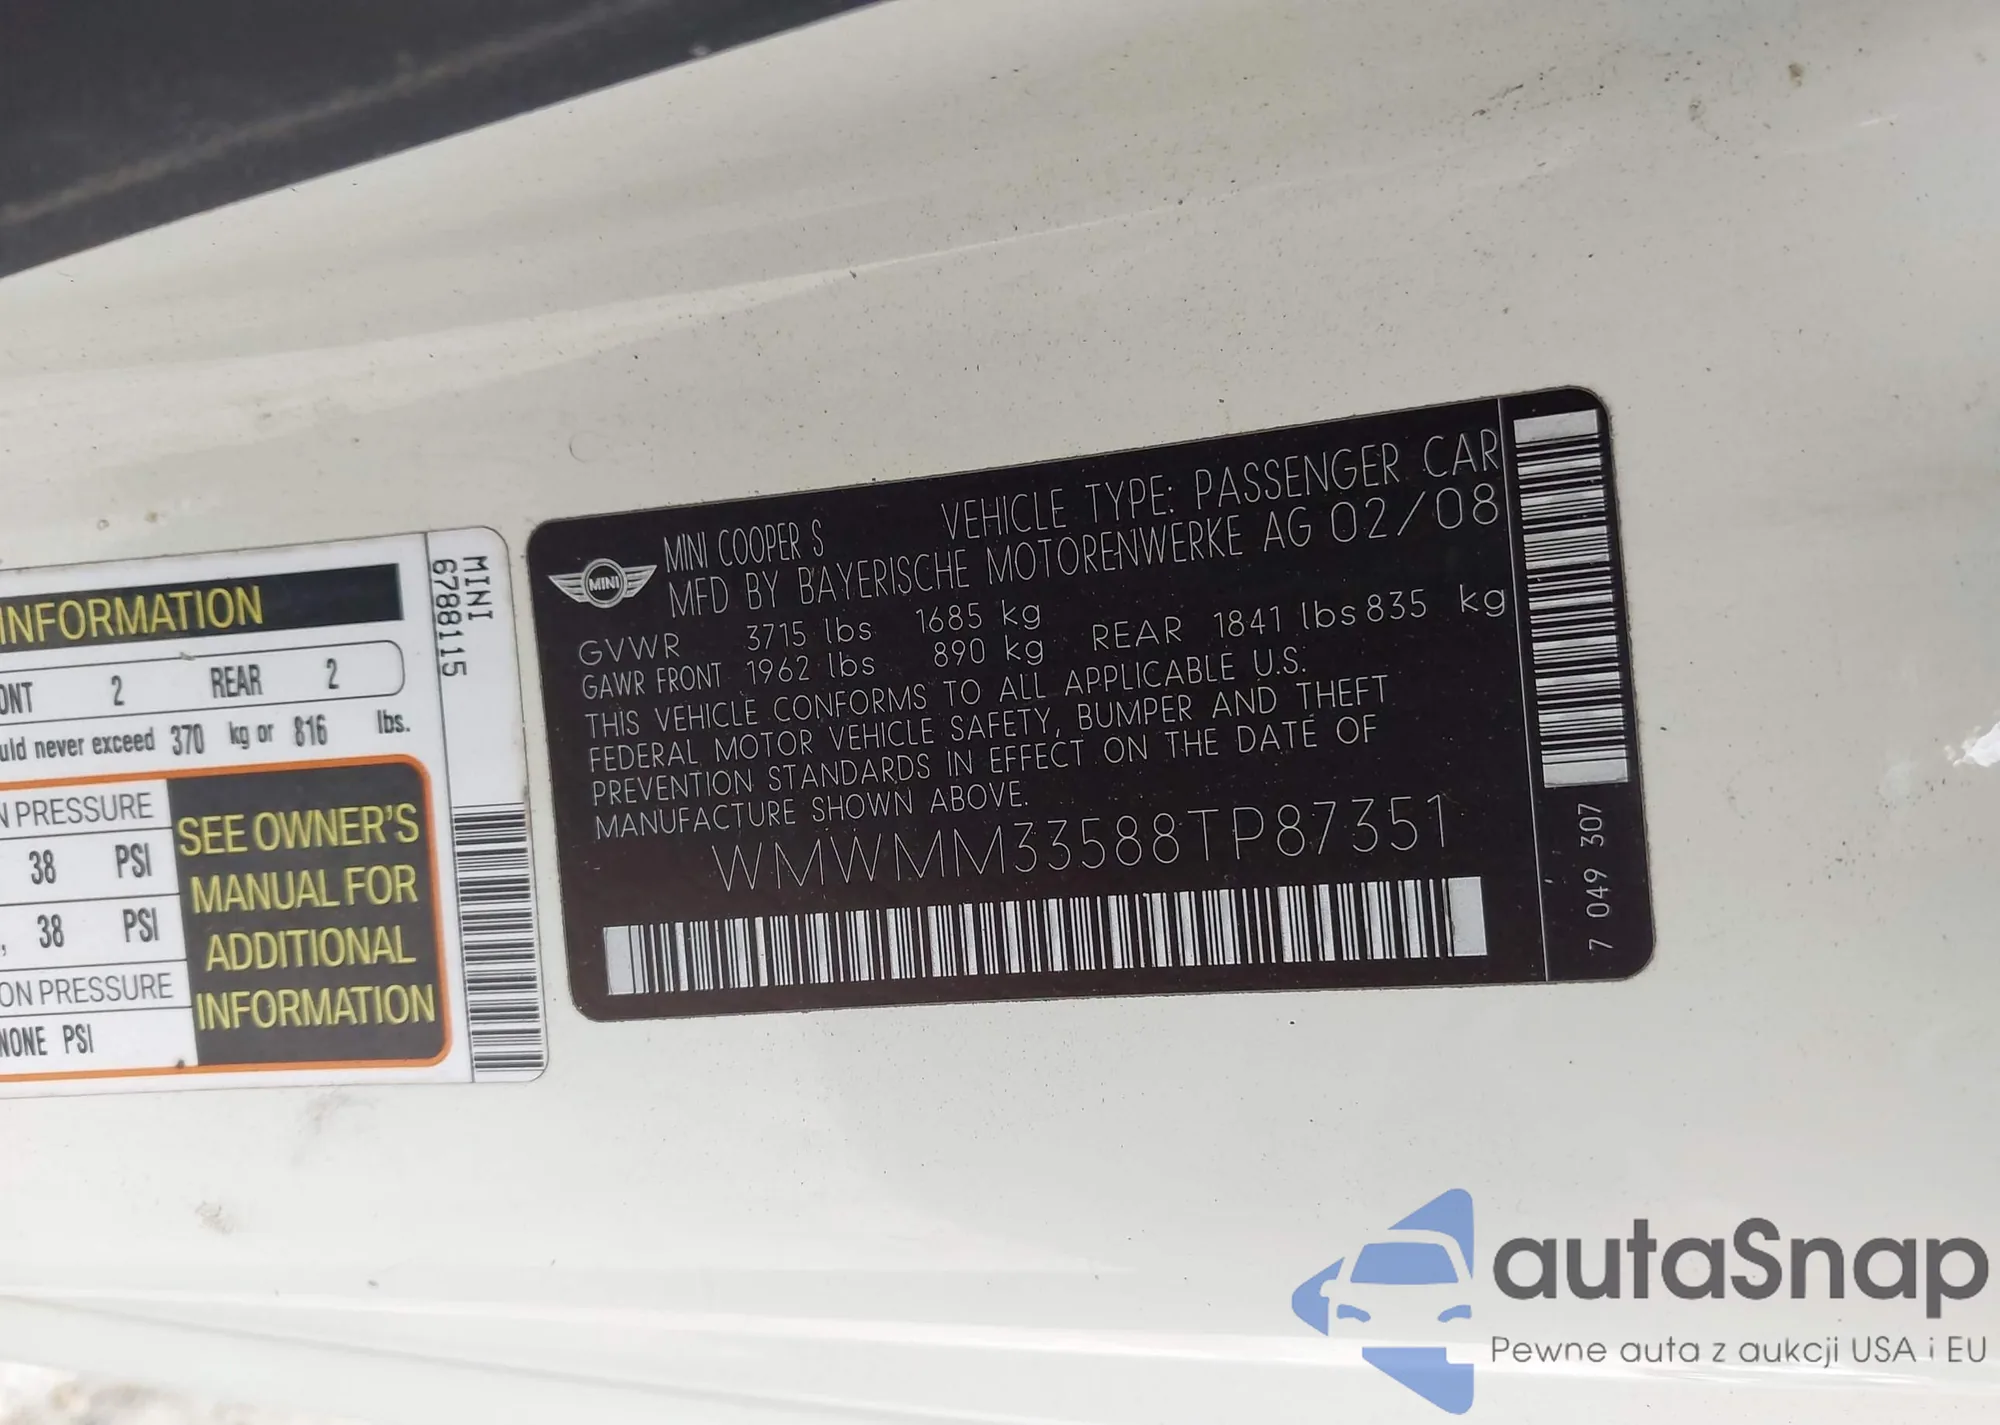 INFORMATION
ONT 2 REAR 2
uld never exceed 370 kg or 816 lbs.
N PRESSURE
38 PSI
, 38 PSI
ON PRESSURE
NONE PSI
SEE OWNER'S
MANUAL FOR
ADDITIONAL
INFORMATION
MINI
6788115
MINI
MINI COOPER S VEHICLE TYPE: PASSENGER CAR
MFD BY BAYERISCHE MOTORENWERKE AG 02/08
GVWR 3715 lbs 1685 kg
GAWR FRONT 1962 lbs 890 kg REAR 1841 lbs 835 kg
THIS VEHICLE CONFORMS TO ALL APPLICABLE U.S.
FEDERAL MOTOR VEHICLE SAFETY, BUMPER AND THEFT
PREVENTION STANDARDS IN EFFECT ON THE DATE OF
MANUFACTURE SHOWN ABOVE.
WMWMM33588TP87351
7 049 307
autaSnap
Pewne auta z aukcji USA i EU